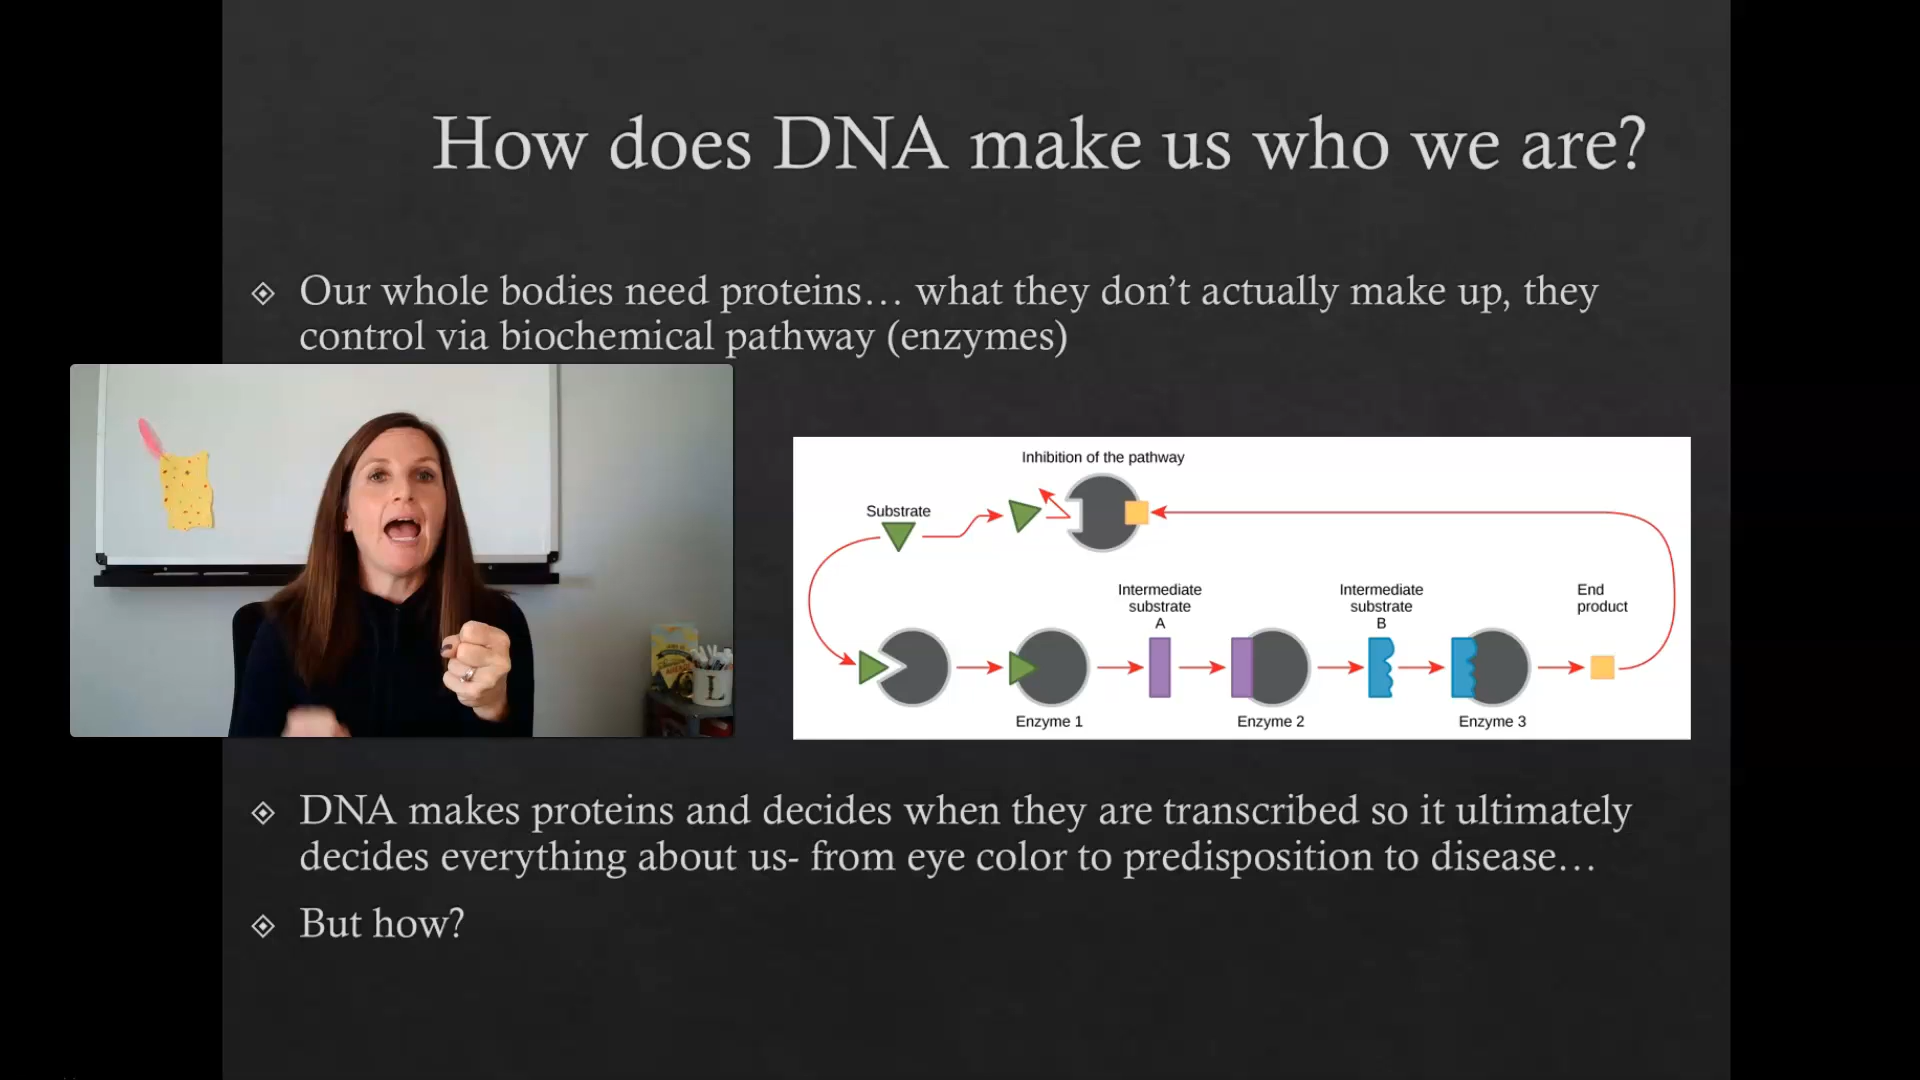 How does DNA make us who we are?
Our whole bodies need proteins… what they don’t actually make up, they
control via biochemical pathway (enzymes)
Inhibition of the pathway
Substrate
Intermediate
substrate
A
Intermediate
substrate
B
End
product
Enzyme 1
Enzyme 2
Enzyme 3
L
DNA makes proteins and decides when they are transcribed so it ultimately
decides everything about us- from eye color to predisposition to disease…
But how?